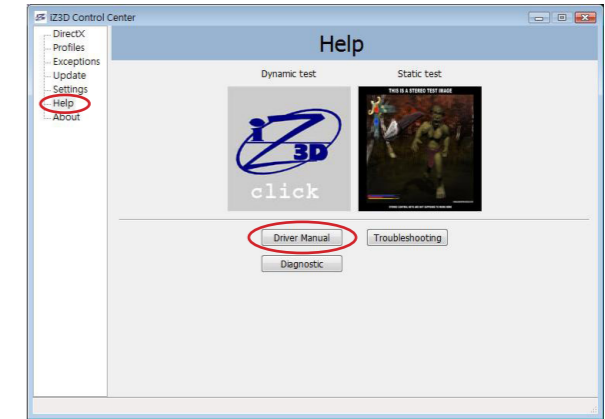 iZ3D Control Center
DirectX
Profiles
Exceptions
Update
Settings
Help
About
Help
Dynamic test
Static test
iZ
3D
click
THIS IS A STEREO TEST IMAGE
Driver Manual
Troubleshooting
Diagnostic